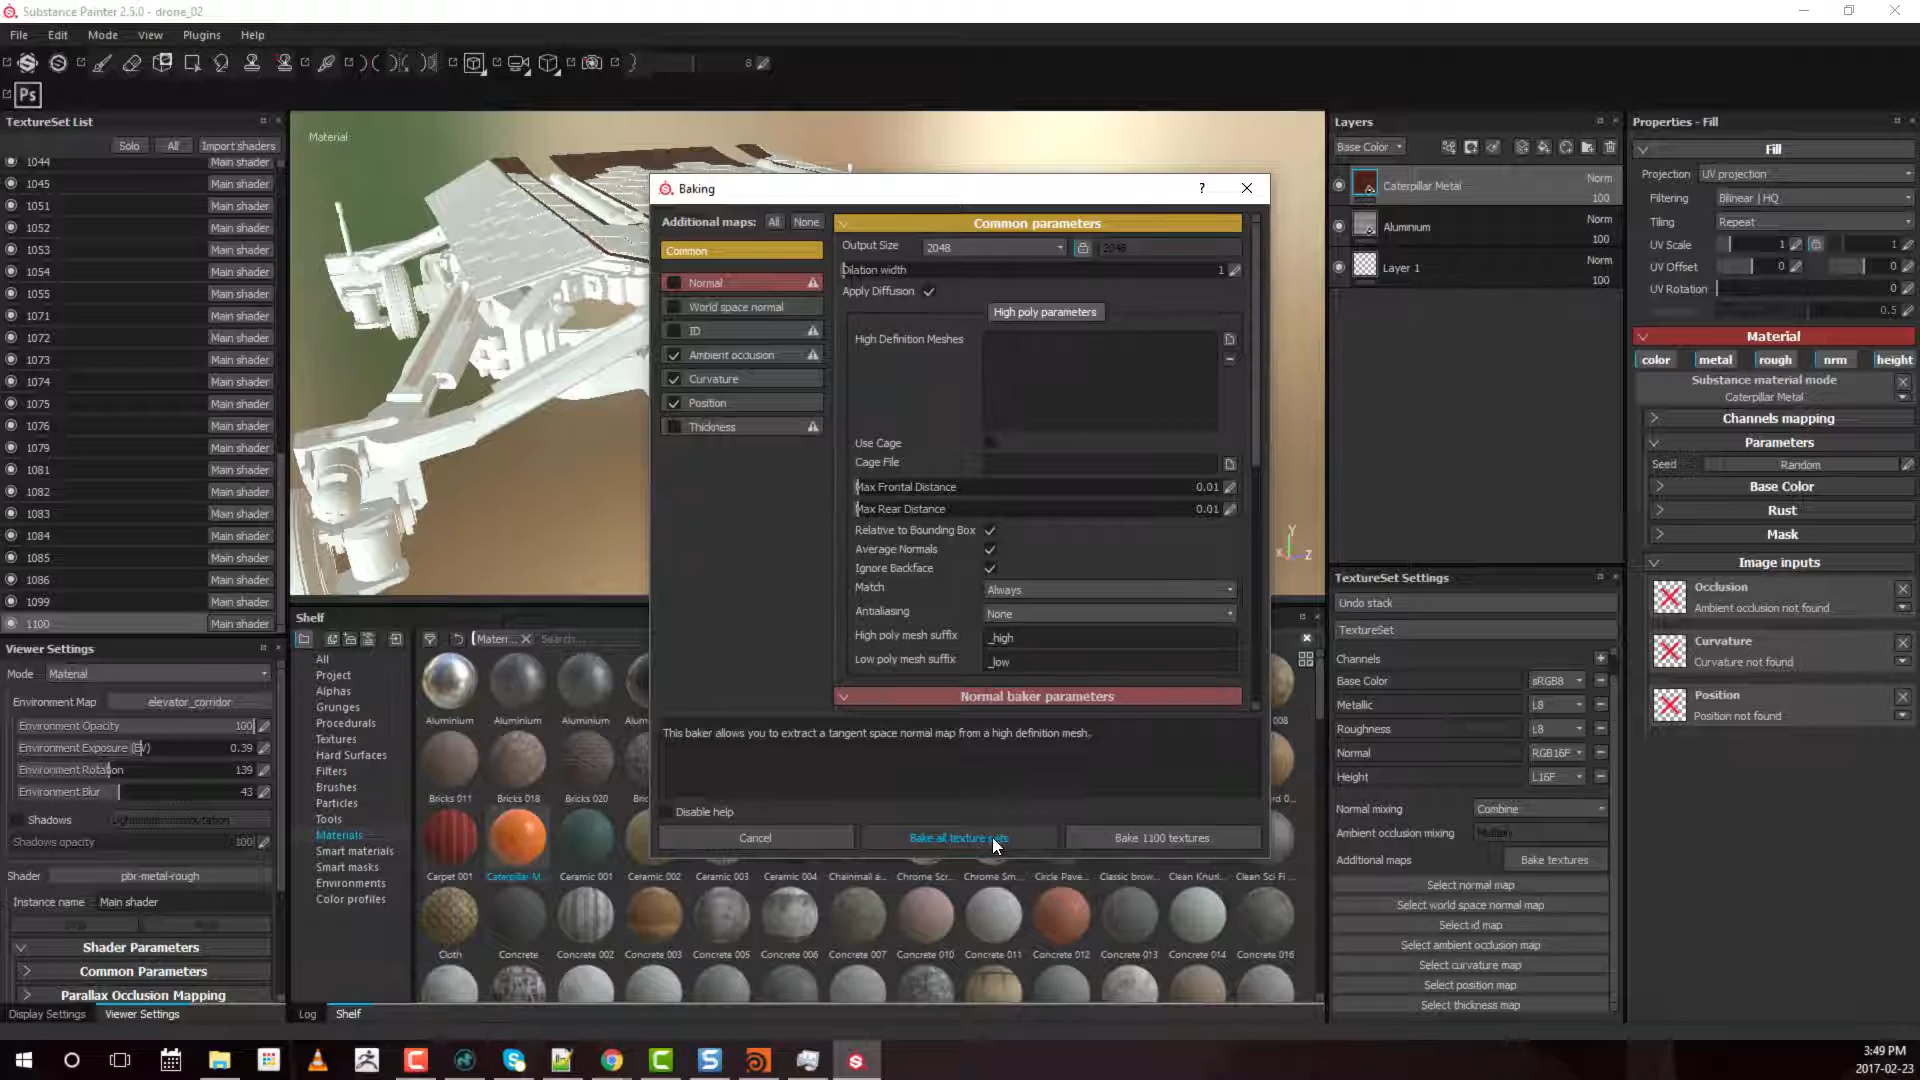 Substance Painter 2.5.0 - drone_02
File Edit Mode View Plugins Help
8
Ps
TextureSet List
Solo All Import shaders
1044 Main shader
1045 Main shader
1051 Main shader
1052 Main shader
1053 Main shader
1054 Main shader
1055 Main shader
1071 Main shader
1072 Main shader
1073 Main shader
1074 Main shader
1075 Main shader
1076 Main shader
1079 Main shader
1081 Main shader
1082 Main shader
1083 Main shader
1084 Main shader
1085 Main shader
1086 Main shader
1099 Main shader
1100 Main shader
Viewer Settings
Mode Material
Environment Map elevator_corridor
Environment Opacity 100
Environment Exposure (EV) 0.39
Environment Rotation 139
Environment Blur 43
Shadows
Shadows opacity 100
Shader pbr-metal-rough
Instance name Main shader
Shader Parameters
Common Parameters
Parallax Occlusion Mapping
Display Settings Viewer Settings
Material
Y
X Z
Baking
? 
Additional maps: All None
Common
Normal
World space normal
ID
Ambient occlusion
Curvature
Position
Thickness
Common parameters
Output Size 2048 2048
Dilation width 1
Apply Diffusion
High poly parameters
High Definition Meshes
Use Cage
Cage File
Max Frontal Distance 0.01
Max Rear Distance 0.01
Relative to Bounding Box
Average Normals
Ignore Backface
Match Always
Antialiasing None
High poly mesh suffix _high
Low poly mesh suffix _low
Normal baker parameters
This baker allows you to extract a tangent space normal map from a high definition mesh.
Disable help
Cancel Bake all texture sets Bake 1100 textures
Shelf
Materi... Search...
All
Project
Alphas
Grunges
Procedurals
Textures
Hard Surfaces
Filters
Brushes
Particles
Tools
Materials
Smart materials
Smart masks
Environments
Color profiles
Aluminium Aluminium Aluminium
Bricks 011 Bricks 018 Bricks 020
Carpet 001 Caterpillar M... Ceramic 001 Ceramic 002 Ceramic 003 Ceramic 004 Chainmail a... Chrome Scr... Chrome Sm... Circle Pave... Classic brow... Clean Knurl... Clean Sci Fi ...
Cloth Concrete Concrete 002 Concrete 003 Concrete 005 Concrete 006 Concrete 007 Concrete 010 Concrete 011 Concrete 012 Concrete 013 Concrete 014 Concrete 016
Log Shelf
Layers
Base Color
Caterpillar Metal Norm 100
Aluminium Norm 100
Layer 1 Norm 100
TextureSet Settings
Undo stack
TextureSet
Channels
Base Color sRGB8
Metallic L8
Roughness L8
Normal RGB16F
Height L16F
Normal mixing Combine
Ambient occlusion mixing Multiply
Additional maps Bake textures
Select normal map
Select world space normal map
Select id map
Select ambient occlusion map
Select curvature map
Select position map
Select thickness map
Properties - Fill
Fill
Projection UV projection
Filtering Bilinear | HQ
Tiling Repeat
UV Scale 1 1
UV Offset 0 0
UV Rotation 0
0.5
Material
color metal rough nrm height
Substance material mode
Caterpillar Metal
Channels mapping
Parameters
Seed Random
Base Color
Rust
Mask
Image inputs
Occlusion
Ambient occlusion not found
Curvature
Curvature not found
Position
Position not found
3:49 PM
2017-02-23